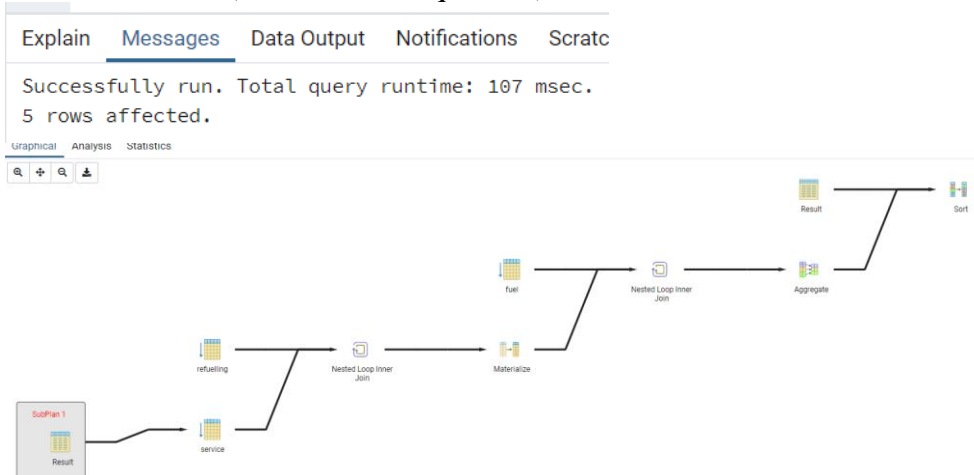 Explain Messages Data Output Notifications Scratc
Successfully run. Total query runtime: 107 msec.
5 rows affected.
Graphical Analysis Statistics
Result
Sort
fuel
Nested Loop Inner
Join
Aggregate
refuelling
Nested Loop Inner
Join
Materialize
SubPlan 1
Result
service